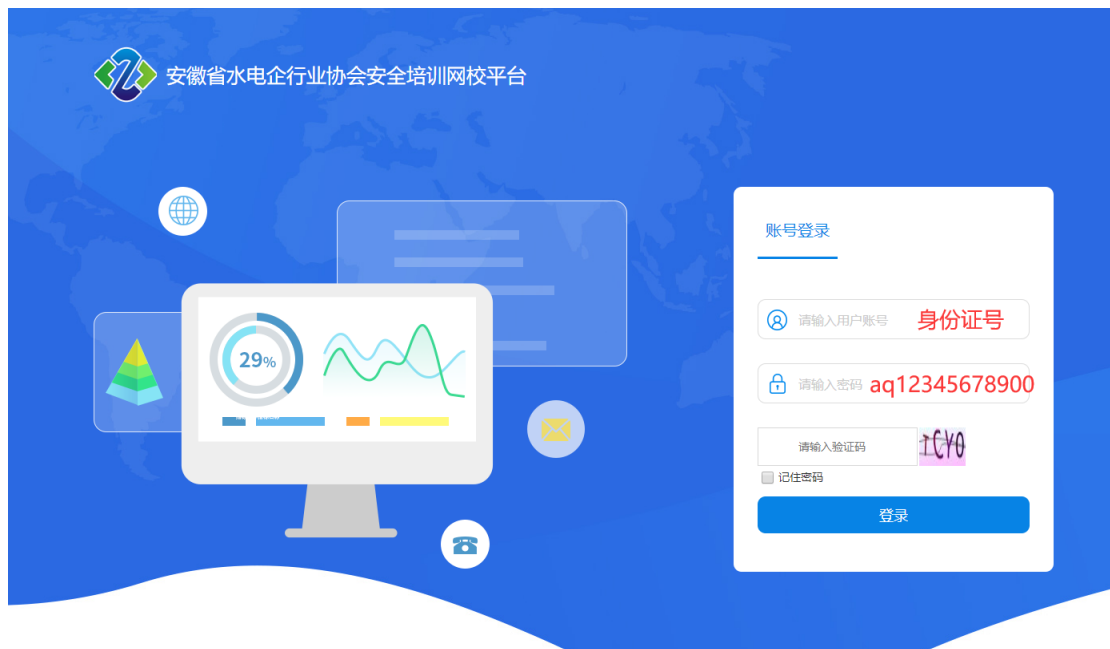 安徽省水电企行业协会安全培训网校平台
账号登录
请输入用户账号 身份证号
请输入密码 aq12345678900
请输入验证码 ICY0
记住密码
登录
29%